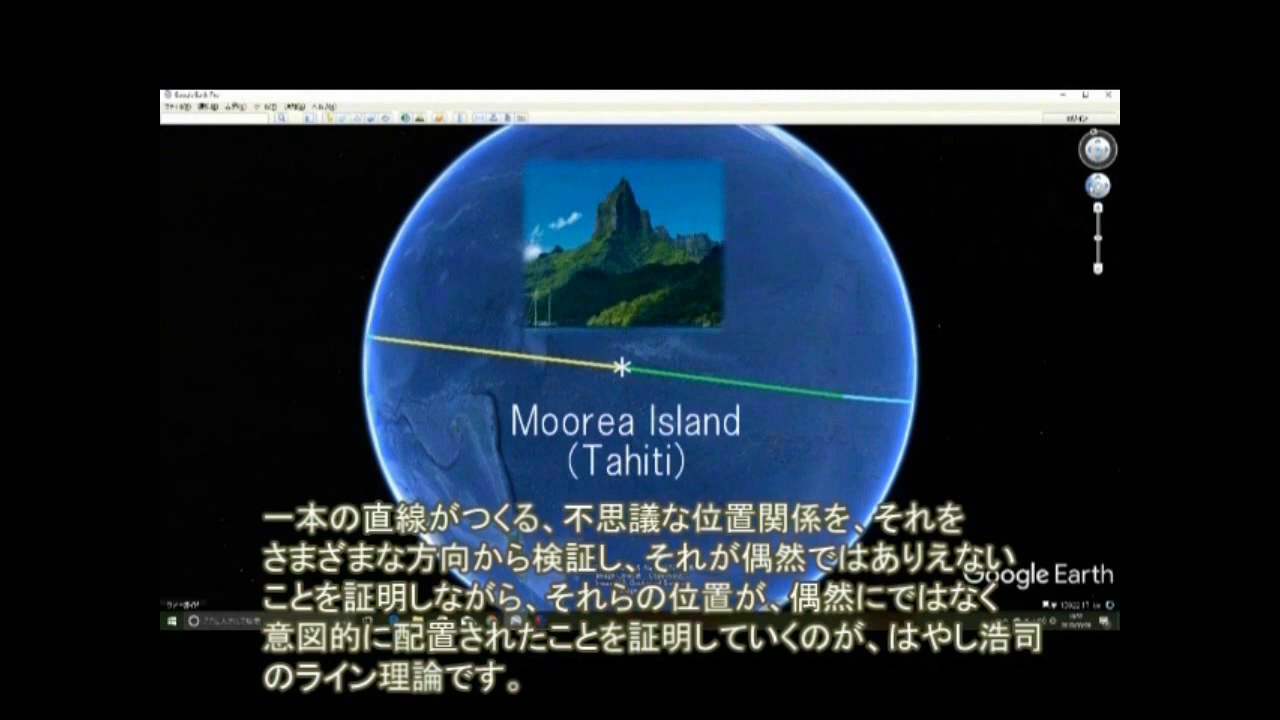 Google Earth Pro
Moorea Island
(Tahiti)
一本の直線がつくる、不思議な位置関係を、それを
さまざまな方向から検証し、それが偶然ではありえない
Google Earth
ことを証明しながら、それらの位置が、偶然にではなく
意図的に配置されたことを証明していくのが、はやし浩司
のライン理論です。